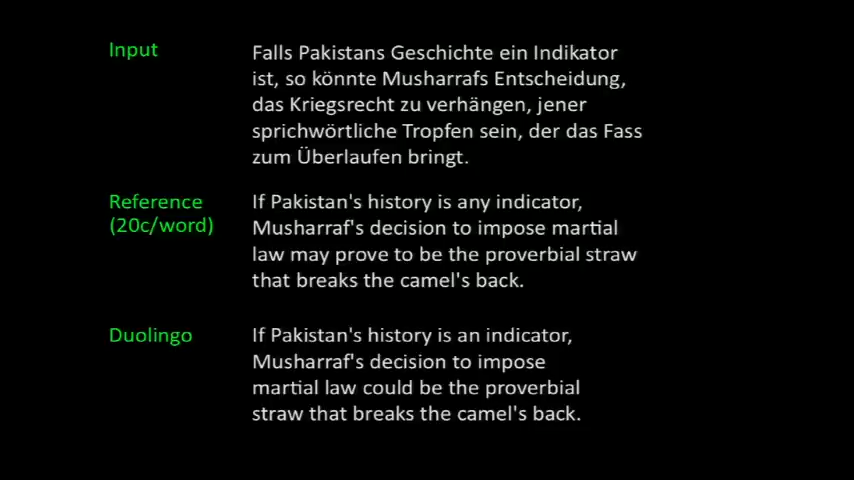 Input
Falls Pakistans Geschichte ein Indikator
ist, so könnte Musharrafs Entscheidung,
das Kriegsrecht zu verhängen, jener
sprichwörtliche Tropfen sein, der das Fass
zum Überlaufen bringt.
Reference
(20c/word)
If Pakistan's history is any indicator,
Musharraf's decision to impose martial
law may prove to be the proverbial straw
that breaks the camel's back.
Duolingo
If Pakistan's history is an indicator,
Musharraf's decision to impose
martial law could be the proverbial
straw that breaks the camel's back.